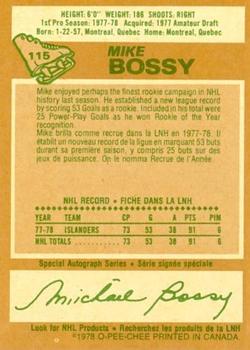 HEIGHT: 6'0" WEIGHT: 186 SHOOTS: RIGHT
1st Pro Season: 1977-78 Acquired: 1977 Amateur Draft
Born: 1-22-57, Montreal, Quebec Home: Montreal, Quebec
115
MIKE
BOSSY
Mike enjoyed perhaps the finest rookie campaign in NHL
history last season. He established a new league record
by scoring 53 Goals as a rookie. Included in his total were
25 Power-Play Goals as he won Rookie of the Year
recognition.
Mike brilla comme recrue dans la LNH en 1977-78. Il
établit un nouveau record de la ligue en marquant 53 buts
durant sa première saison, y compris 25 buts sur jeu de
puissance. On le nomma Recrue de l'Année.
NHL RECORD • FICHE DANS LA LNH
YEAR TEAM CP G A PTS PIM
77-78 ISLANDERS 73 53 38 91 6
NHL TOTALS 73 53 38 91 6
Special Autograph Series • Série signée spéciale
Michael Bossy
Look for NHL Products • Recherchez les produits de la LNH
©1978 O-PEE-CHEE PRINTED IN CANADA